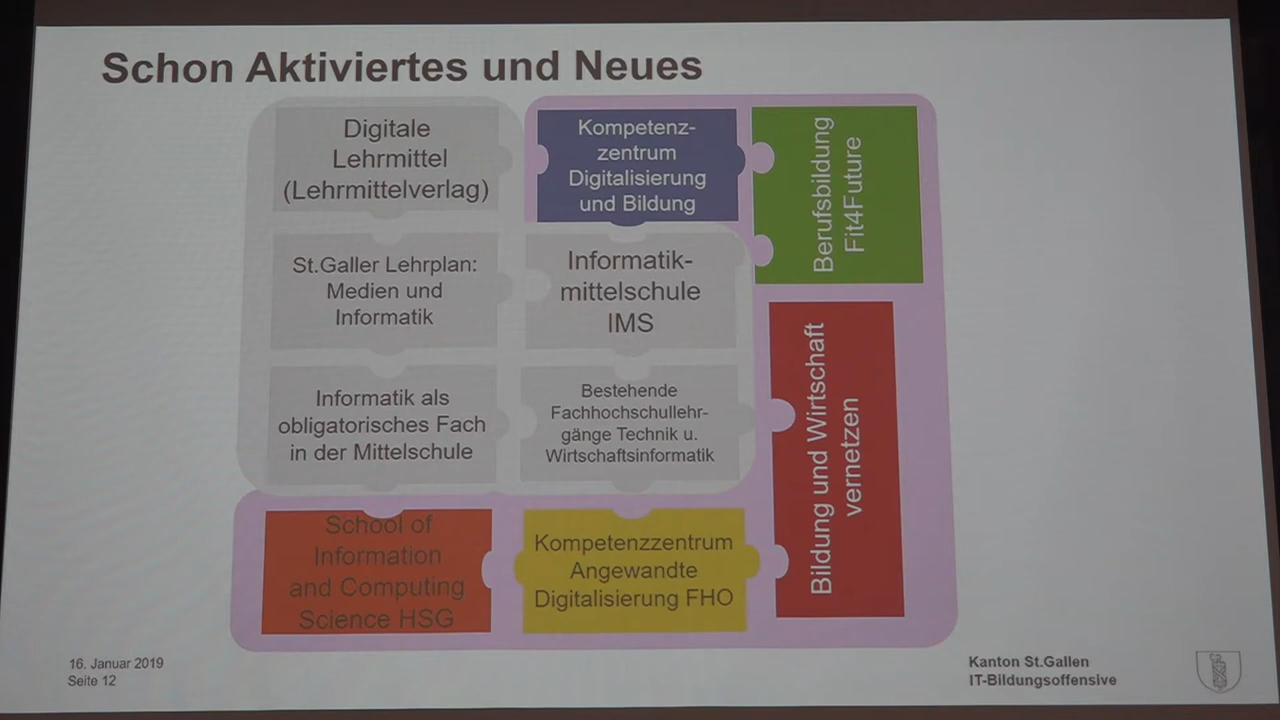 Schon Aktiviertes und Neues
Digitale
Lehrmittel
(Lehrmittelverlag)
Kompetenz-
zentrum
Digitalisierung
und Bildung
Berufsbildung
Fit4Future
St.Galler Lehrplan:
Medien und
Informatik
Informatik-
mittelschule
IMS
Bildung und Wirtschaft
vernetzen
Informatik als
obligatorisches Fach
in der Mittelschule
Bestehende
Fachhochschullehr-
gänge Technik u.
Wirtschaftsinformatik
School of
Information
and Computing
Science HSG
Kompetenzzentrum
Angewandte
Digitalisierung FHO
16. Januar 2019
Seite 12
Kanton St.Gallen
IT-Bildungsoffensive